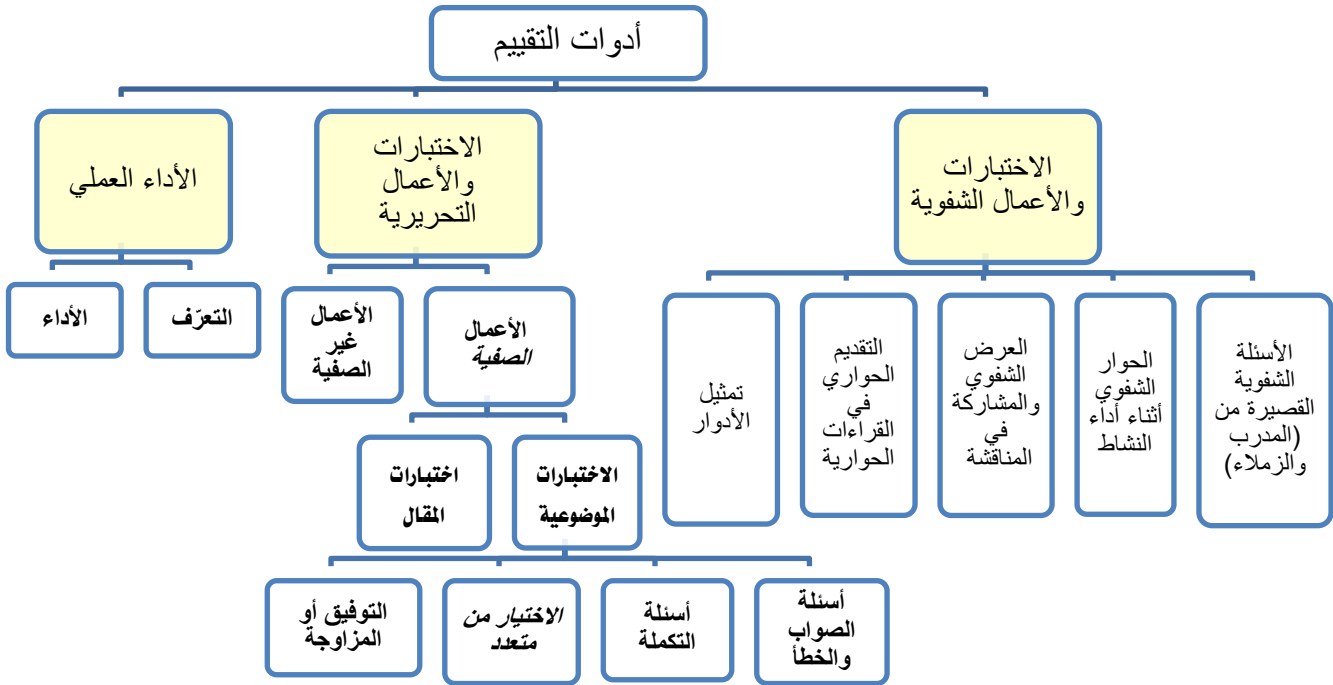 أدوات التقييم
الاختبارات
والأعمال الشفوية
الاختبارات
والأعمال
التحريرية
الأداء العملي
الأسئلة
الشفوية
القصيرة من
(المدرب
والزملاء)
الحوار
الشفوي
أثناء أداء
النشاط
العرض
الشفوي
والمشاركة
في
المناقشة
التقديم
الحواري
في
القراءات
الحوارية
تمثيل
الأدوار
الأعمال
الصفية
الأعمال
غير
الصفية
التعرّف
الأداء
الاختبارات
الموضوعية
اختبارات
المقال
أسئلة
الصواب
والخطأ
أسئلة
التكملة
الاختيار من
متعدد
التوفيق أو
المزاوجة